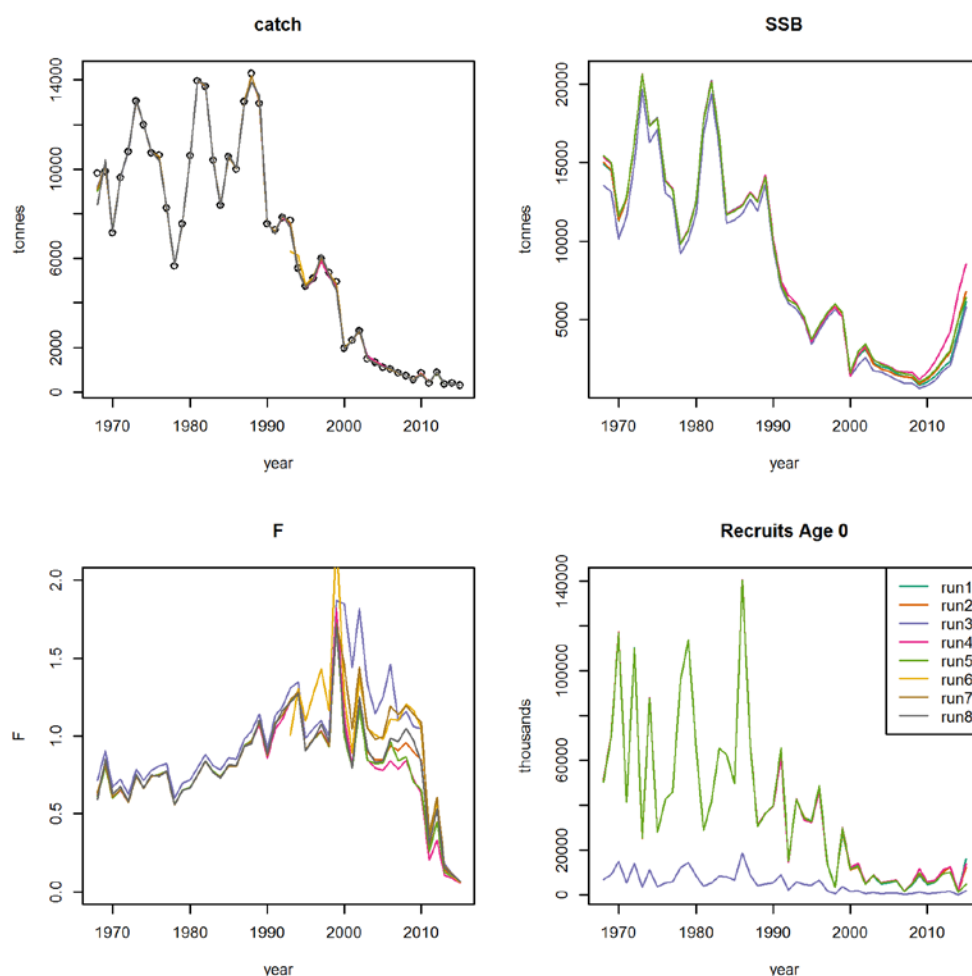 catch
tonnes
14000
10000
6000
2000
0
1970 1980 1990 2000 2010
year
SSB
tonnes
20000
15000
10000
5000
1970 1980 1990 2000 2010
year
F
F
2.0
1.5
1.0
0.5
0.0
1970 1980 1990 2000 2010
year
Recruits Age 0
thousands
140000
100000
60000
20000
0
1970 1980 1990 2000 2010
year
run1
run2
run3
run4
run5
run6
run7
run8